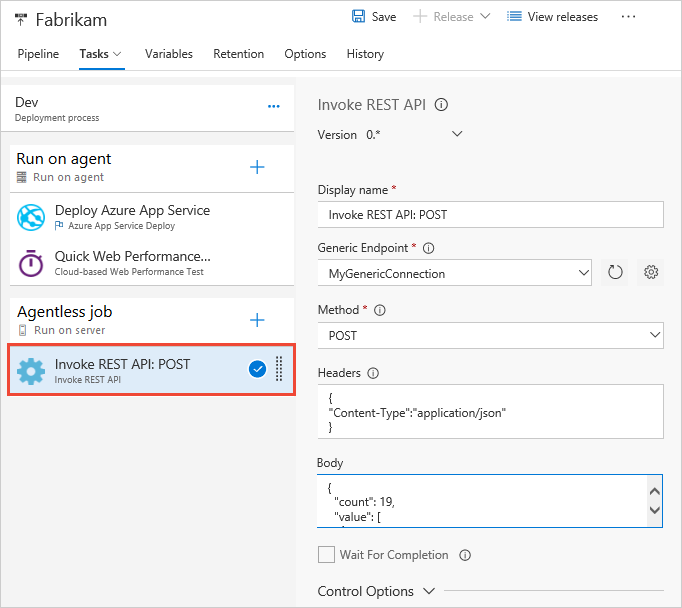 Fabrikam
Save
Release
View releases
Pipeline
Tasks
Variables
Retention
Options
History
Dev
Deployment process
Run on agent
Run on agent
Deploy Azure App Service
Azure App Service Deploy
Quick Web Performance...
Cloud-based Web Performance Test
Agentless job
Run on server
Invoke REST API: POST
Invoke REST API
Invoke REST API
Version 0.*
Display name *
Invoke REST API: POST
Generic Endpoint *
MyGenericConnection
Method *
POST
Headers
{
"Content-Type":"application/json"
}
Body
{
"count": 19,
"value": [
Wait For Completion
Control Options